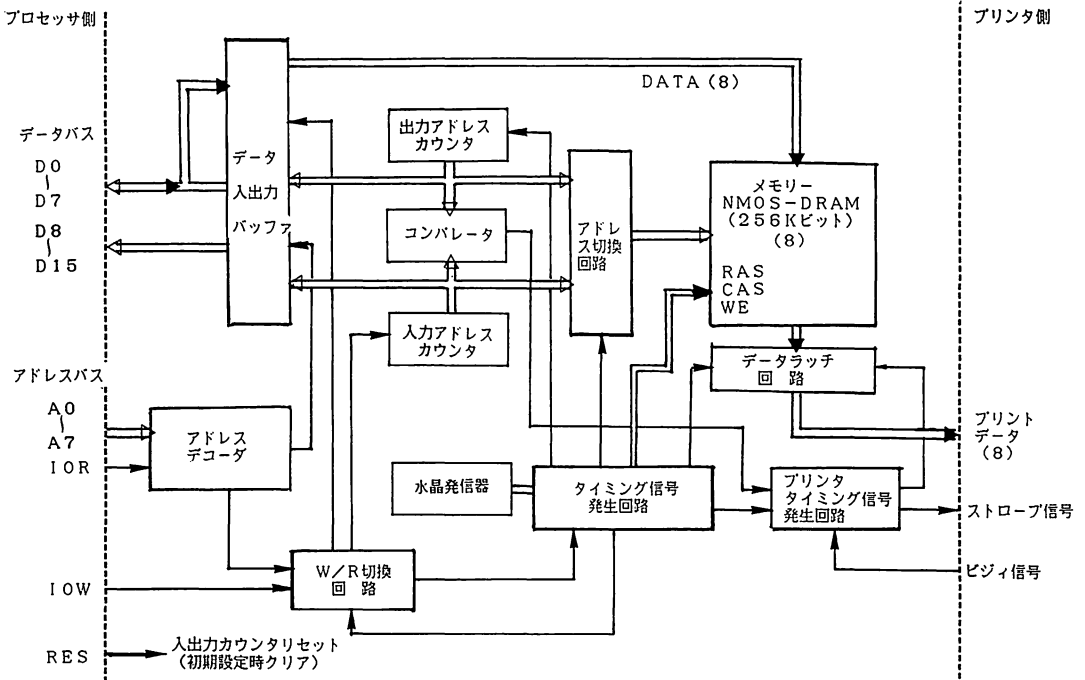 プロセッサ側
プリンタ側
DATA(8)
データバス
D0
〜
D7
D8
〜
D15
データ
入出力
バッファ
出力アドレス
カウンタ
コンパレータ
入力アドレス
カウンタ
アドレ
ス切換
回路
メモリー
NMOS-DRAM
(256Kビット)
(8)
RAS
CAS
WE
データラッチ
回路
アドレスバス
A0
〜
A7
IOR
アドレス
デコーダ
プリント
データ
(8)
水晶発信器
タイミング信号
発生回路
プリンタ
タイミング信号
発生回路
ストローブ信号
ビジィ信号
W/R切換
回路
IOW
RES
入出力カウンタリセット
(初期設定時クリア)